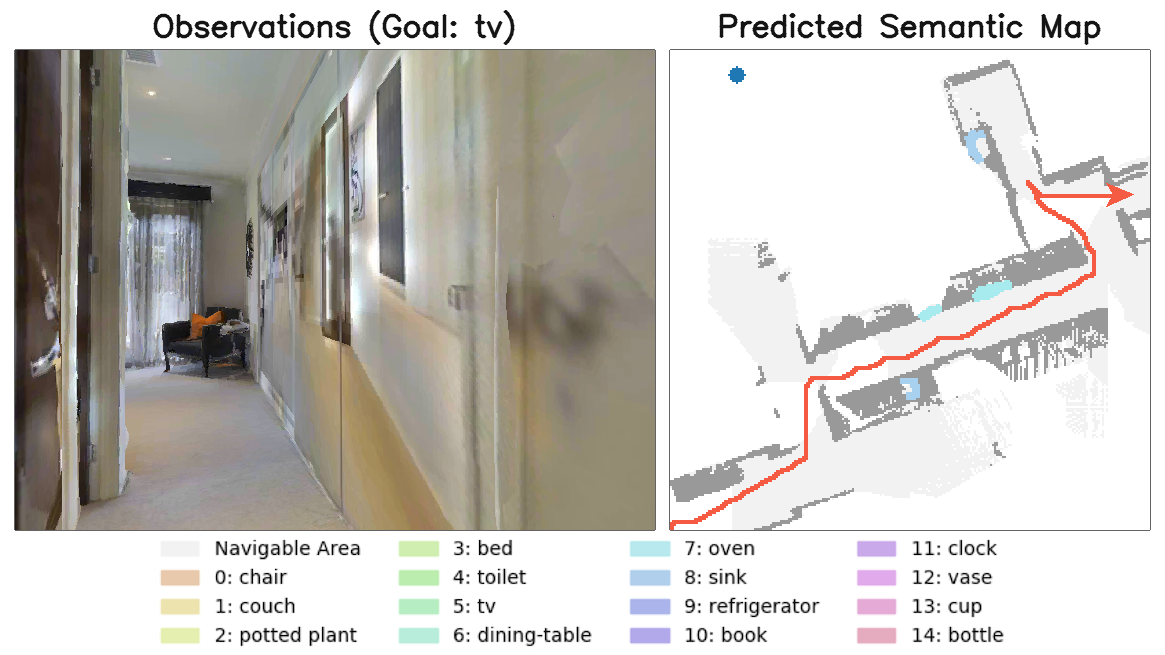 Observations (Goal: tv)
Predicted Semantic Map
Navigable Area
0: chair
1: couch
2: potted plant
3: bed
4: toilet
5: tv
6: dining-table
7: oven
8: sink
9: refrigerator
10: book
11: clock
12: vase
13: cup
14: bottle